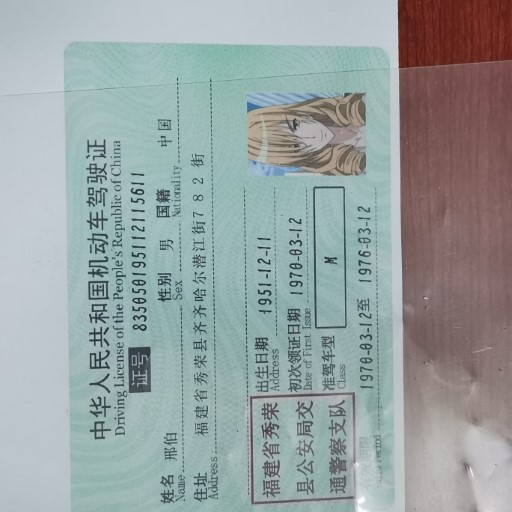 中华人民共和国机动车驾驶证
Driving License of the People's Republic of China
证号 835050195112115611
姓名 邢伯 性别 男 国籍 中国
Name Sex Nationality
住址 福建省秀荣县齐齐哈尔潜江街782街
Address
出生日期 1951-12-11
Address
初次领证日期 1970-03-12
Date of First Issue
准驾车型 M
Class
福建省秀荣
县公安局交
通警察支队
1970-03-12至 1976-03-12